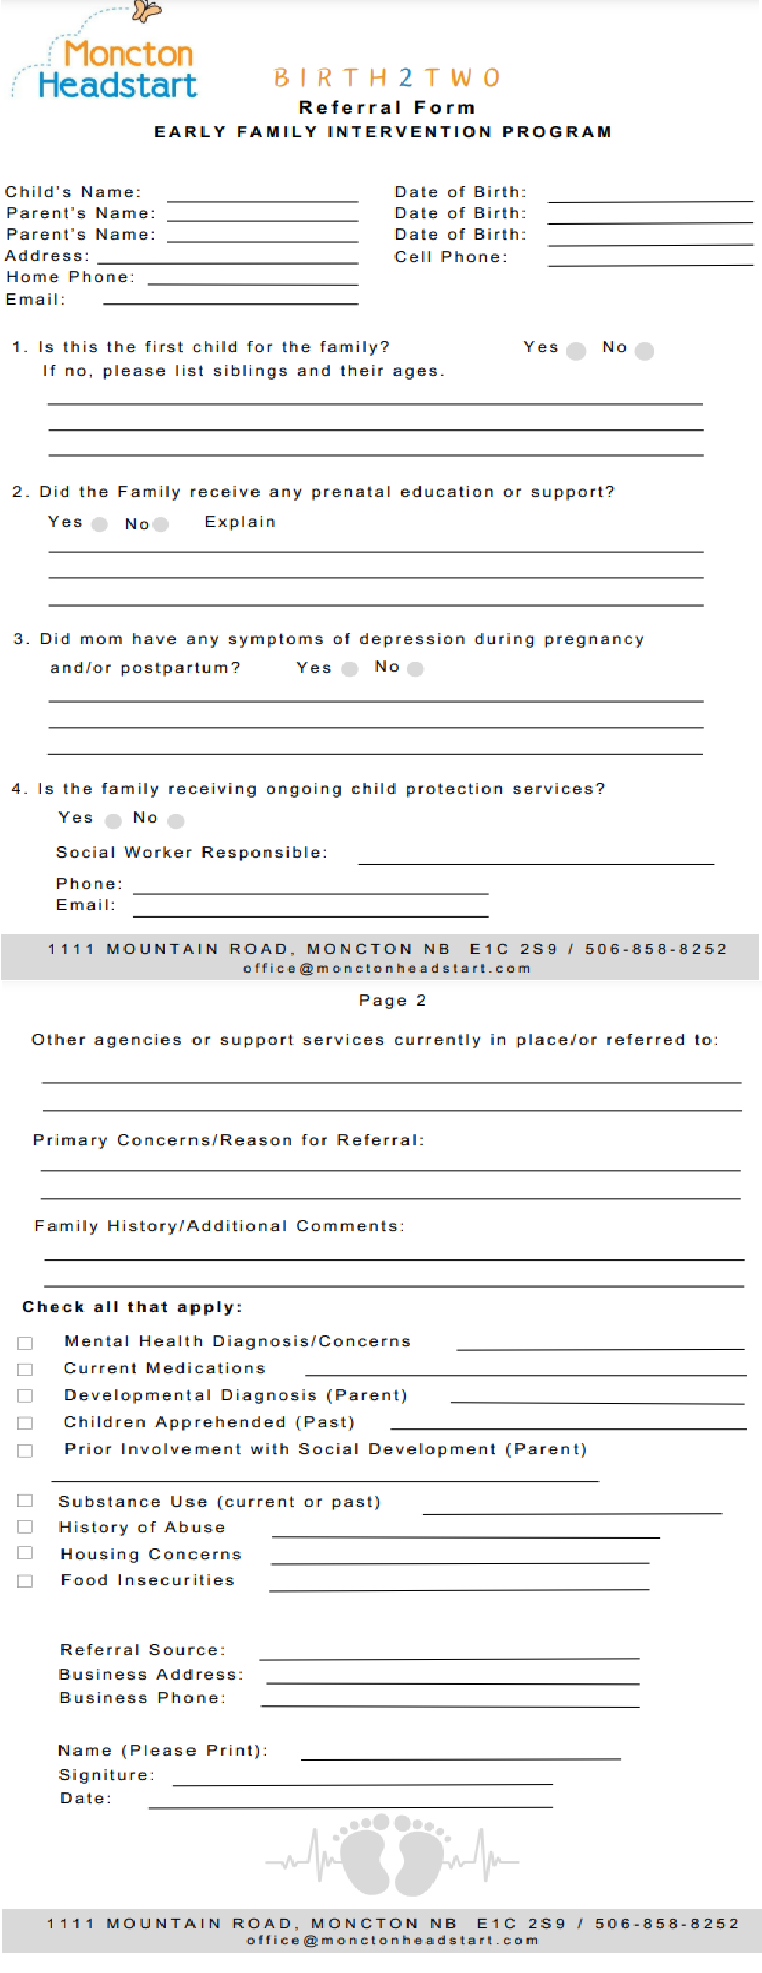 Moncton
Headstart
BIRTH2TWO
Referral Form
EARLY FAMILY INTERVENTION PROGRAM
Child's Name: Date of Birth:
Parent's Name: Date of Birth:
Parent's Name: Date of Birth:
Address: Cell Phone:
Home Phone:
Email:
1. Is this the first child for the family? Yes No
If no, please list siblings and their ages.
2. Did the Family receive any prenatal education or support?
Yes No Explain
3. Did mom have any symptoms of depression during pregnancy
and/or postpartum? Yes No
4. Is the family receiving ongoing child protection services?
Yes No
Social Worker Responsible:
Phone:
Email:
1111 MOUNTAIN ROAD, MONCTON NB E1C 2S9 / 506-858-8252
office@monctonheadstart.com
Page 2
Other agencies or support services currently in place/or referred to:
Primary Concerns/Reason for Referral:
Family History/Additional Comments:
Check all that apply:
Mental Health Diagnosis/Concerns
Current Medications
Developmental Diagnosis (Parent)
Children Apprehended (Past)
Prior Involvement with Social Development (Parent)
Substance Use (current or past)
History of Abuse
Housing Concerns
Food Insecurities
Referral Source:
Business Address:
Business Phone:
Name (Please Print):
Signiture:
Date:
1111 MOUNTAIN ROAD, MONCTON NB E1C 2S9 / 506-858-8252
office@monctonheadstart.com